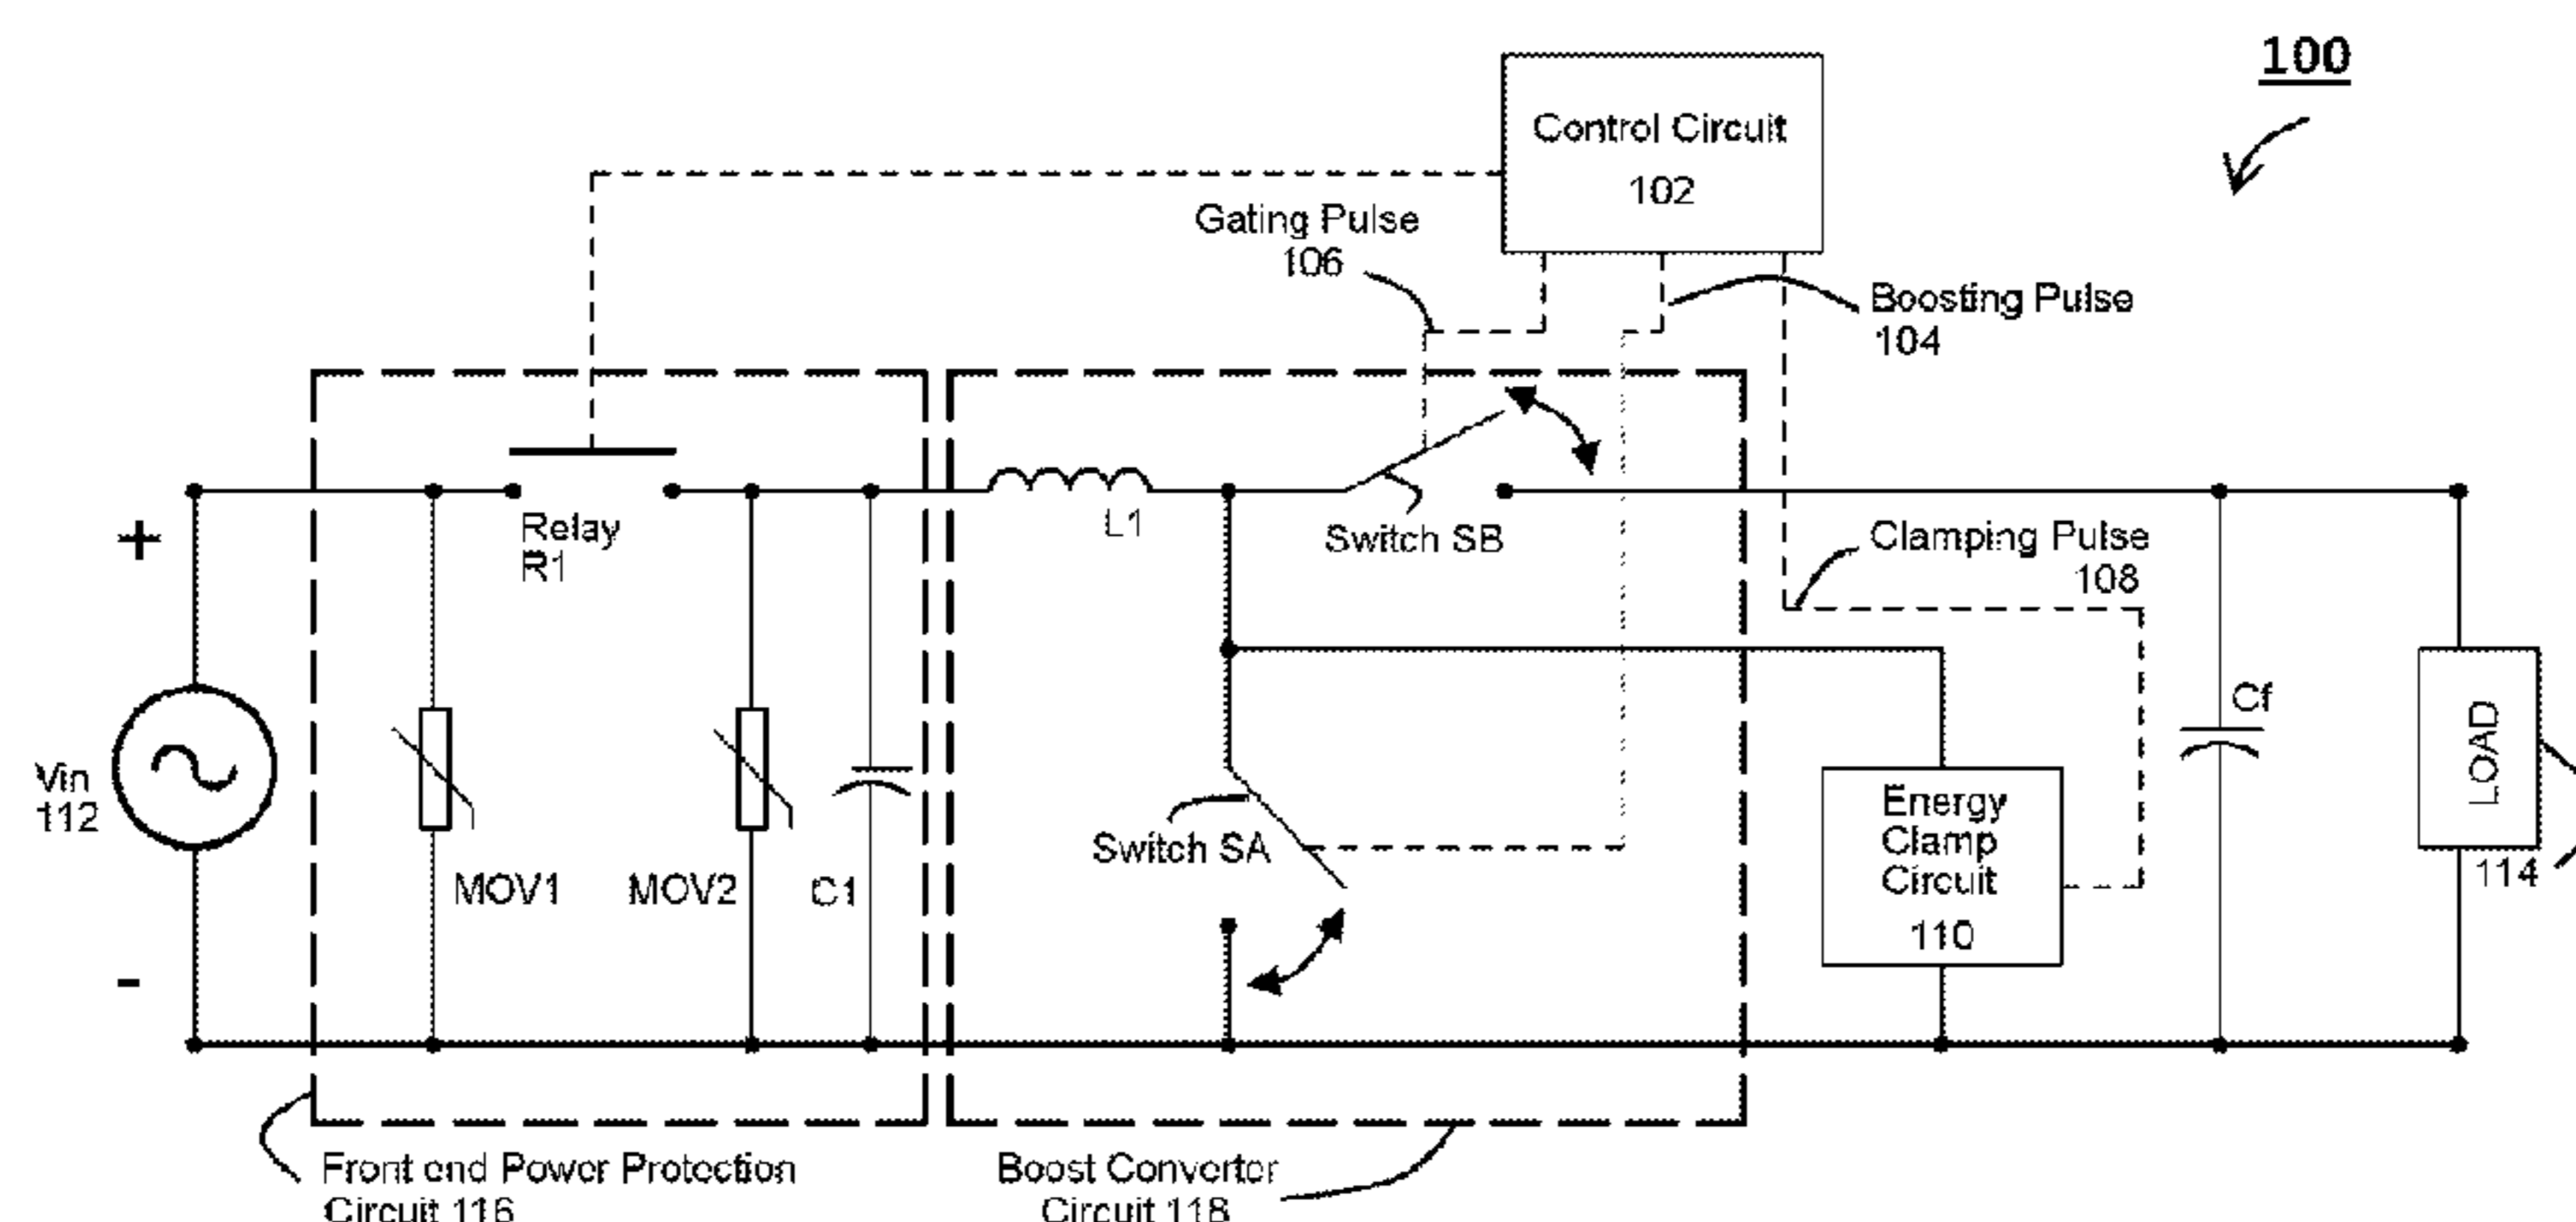 100
Control Circuit
102
Gating Pulse
106
Boosting Pulse
104
Relay
R1
L1
Switch SB
Clamping Pulse
108
+
Vin
112
-
MOV1
MOV2
C1
Switch SA
Energy
Clamp
Circuit
110
Cf
LOAD
114
Front end Power Protection
Circuit 116
Boost Converter
Circuit 118